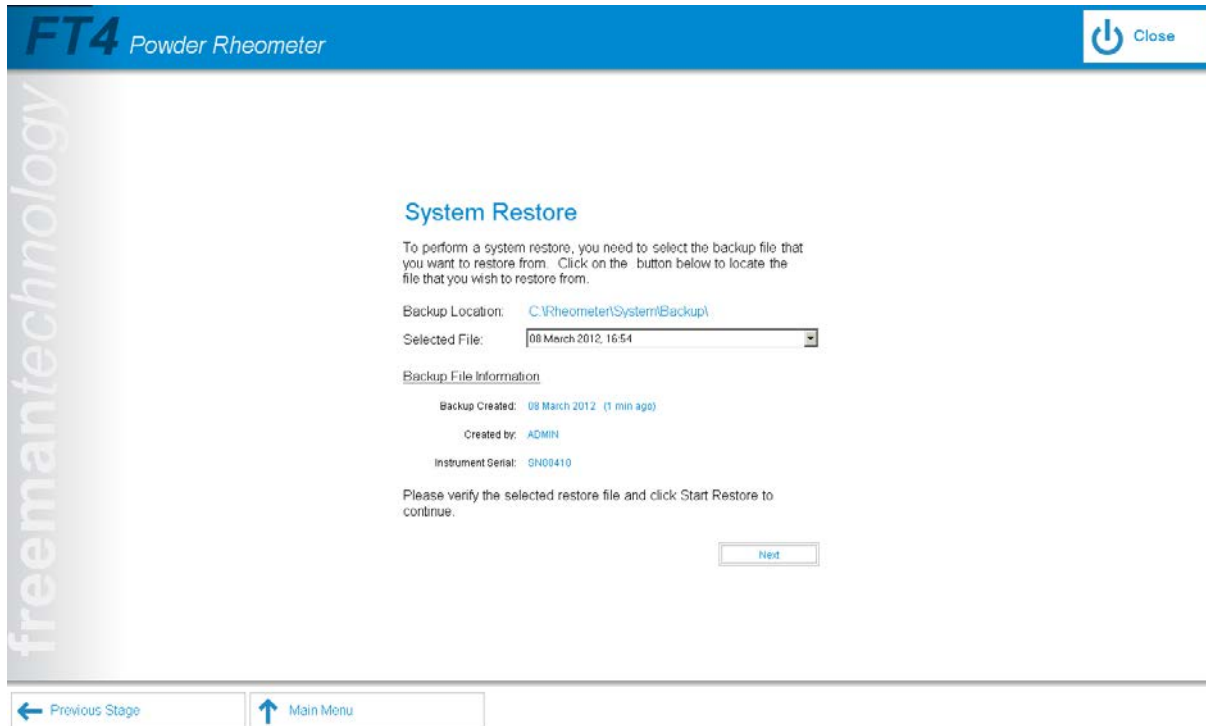 FT4 Powder Rheometer
Close
freemantechnology
System Restore
To perform a system restore, you need to select the backup file that
you want to restore from. Click on the button below to locate the
file that you wish to restore from.
Backup Location: C:\Rheometer\System\Backup\
Selected File: 08 March 2012, 16:54
Backup File Information
Backup Created: 08 March 2012 (1 min ago)
Created by: ADMIN
Instrument Serial: SN00410
Please verify the selected restore file and click Start Restore to
continue.
Next
Previous Stage
Main Menu